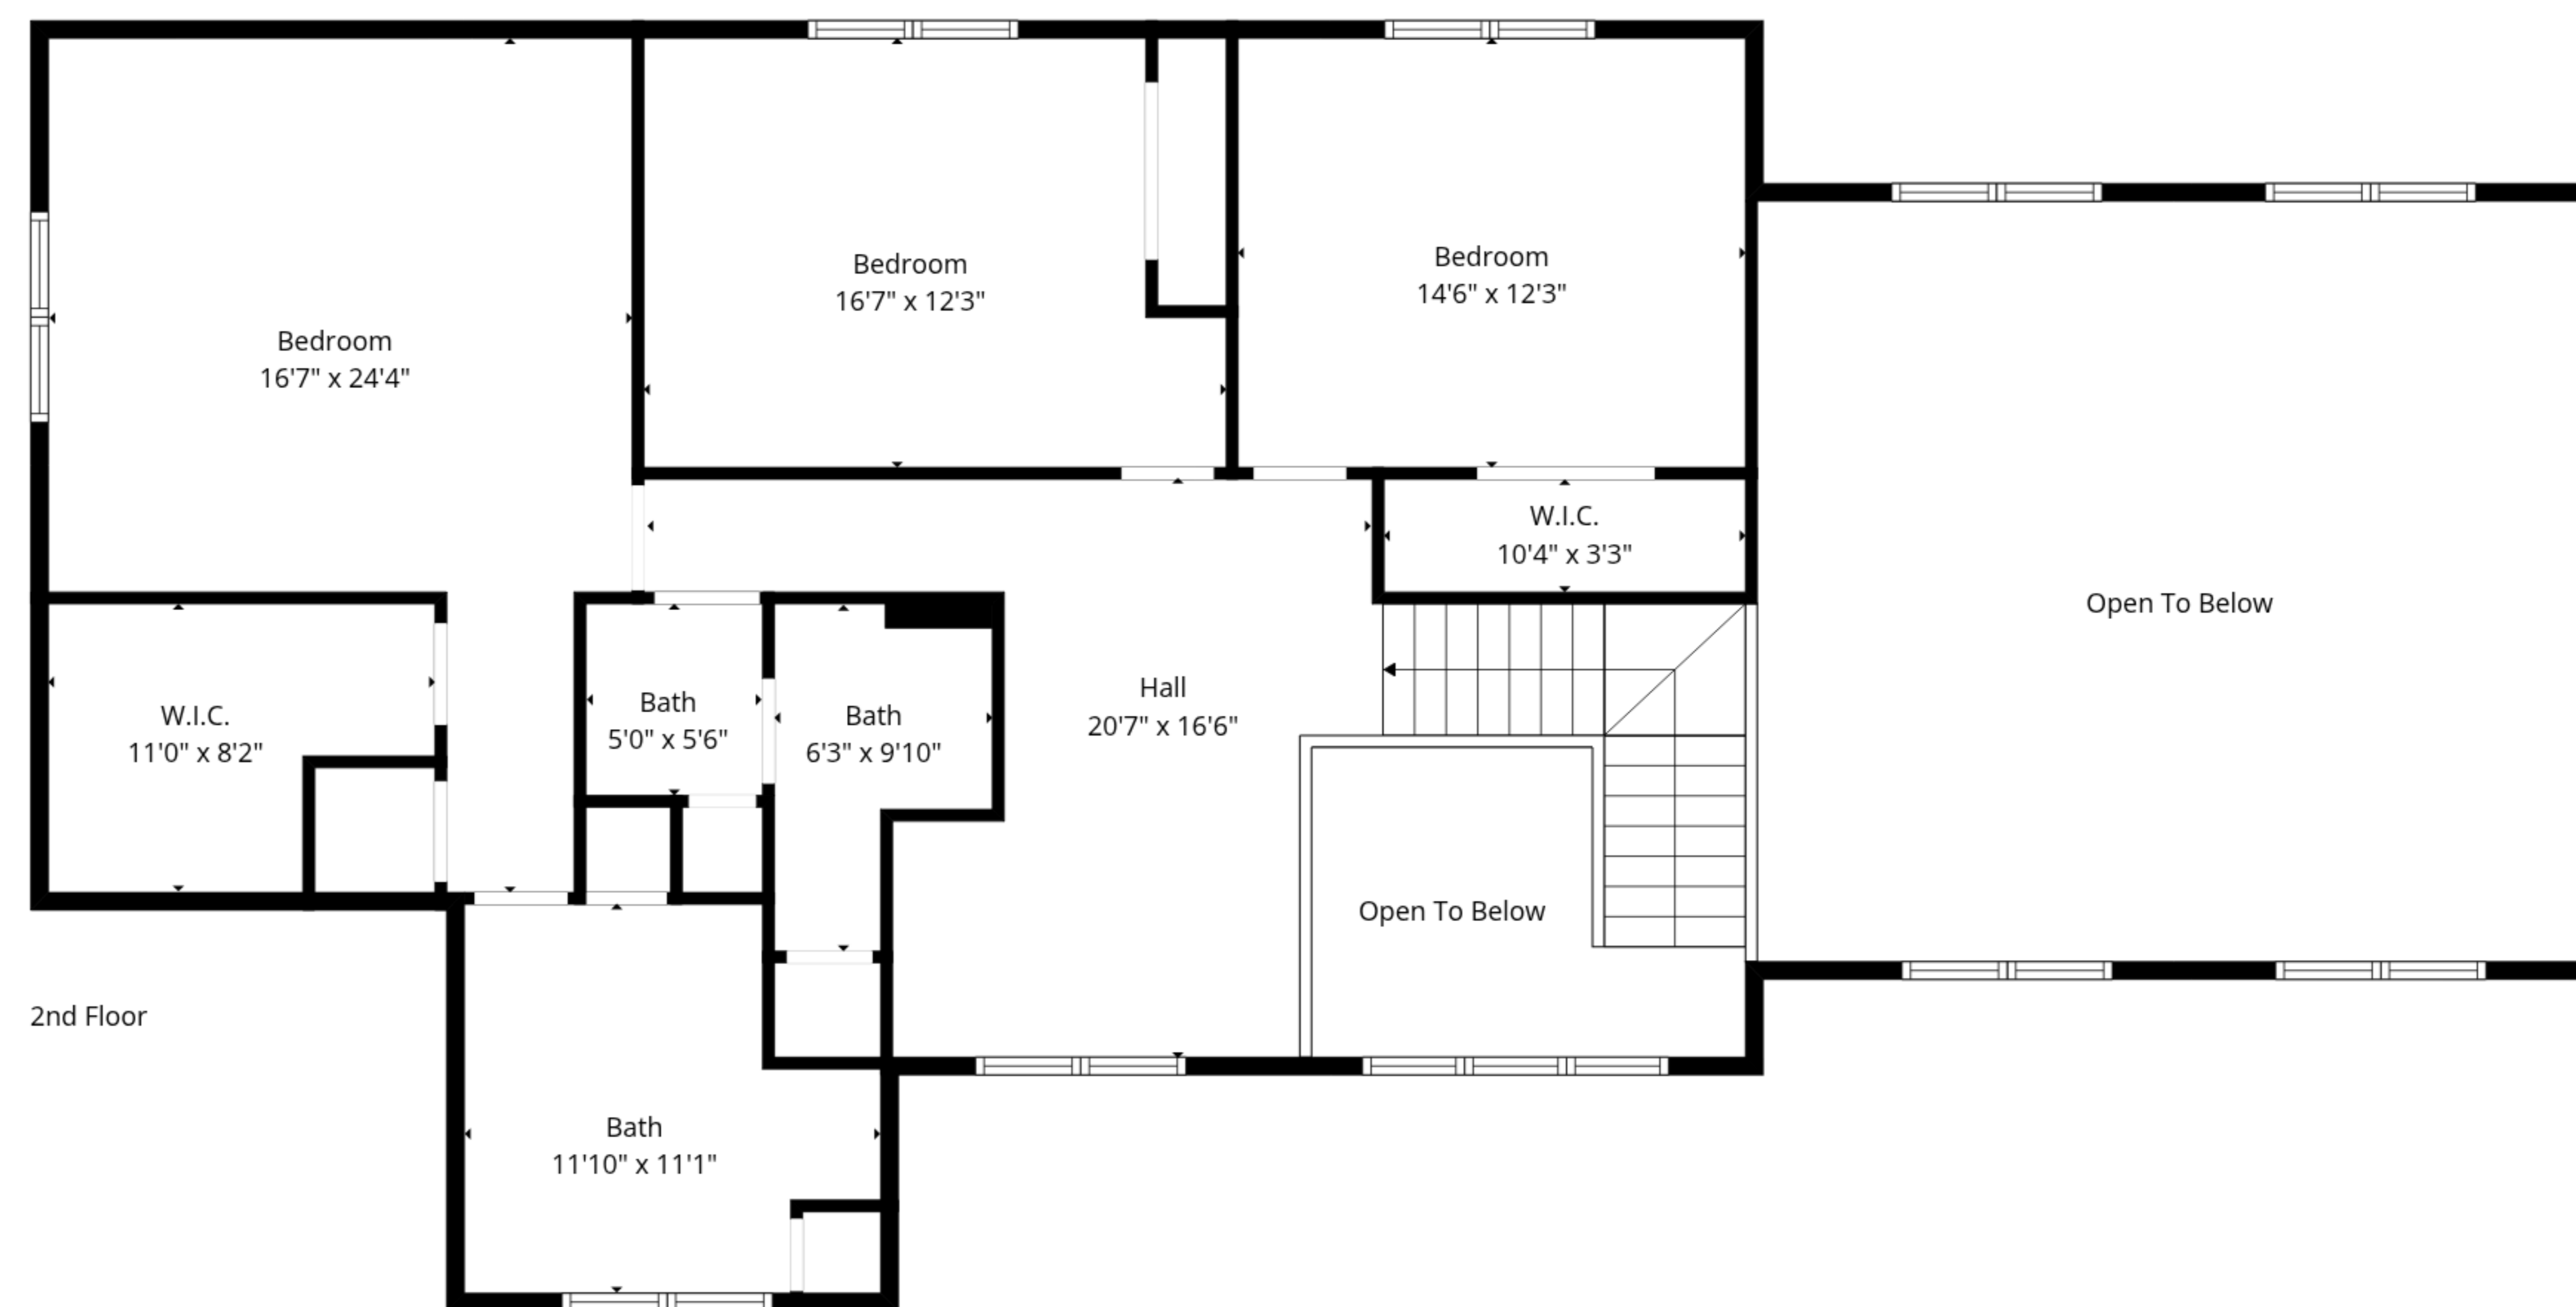 Bedroom
16'7" x 24'4"
Bedroom
16'7" x 12'3"
Bedroom
14'6" x 12'3"
W.I.C.
10'4" x 3'3"
Open To Below
W.I.C.
11'0" x 8'2"
Bath
5'0" x 5'6"
Bath
6'3" x 9'10"
Hall
20'7" x 16'6"
Open To Below
2nd Floor
Bath
11'10" x 11'1"